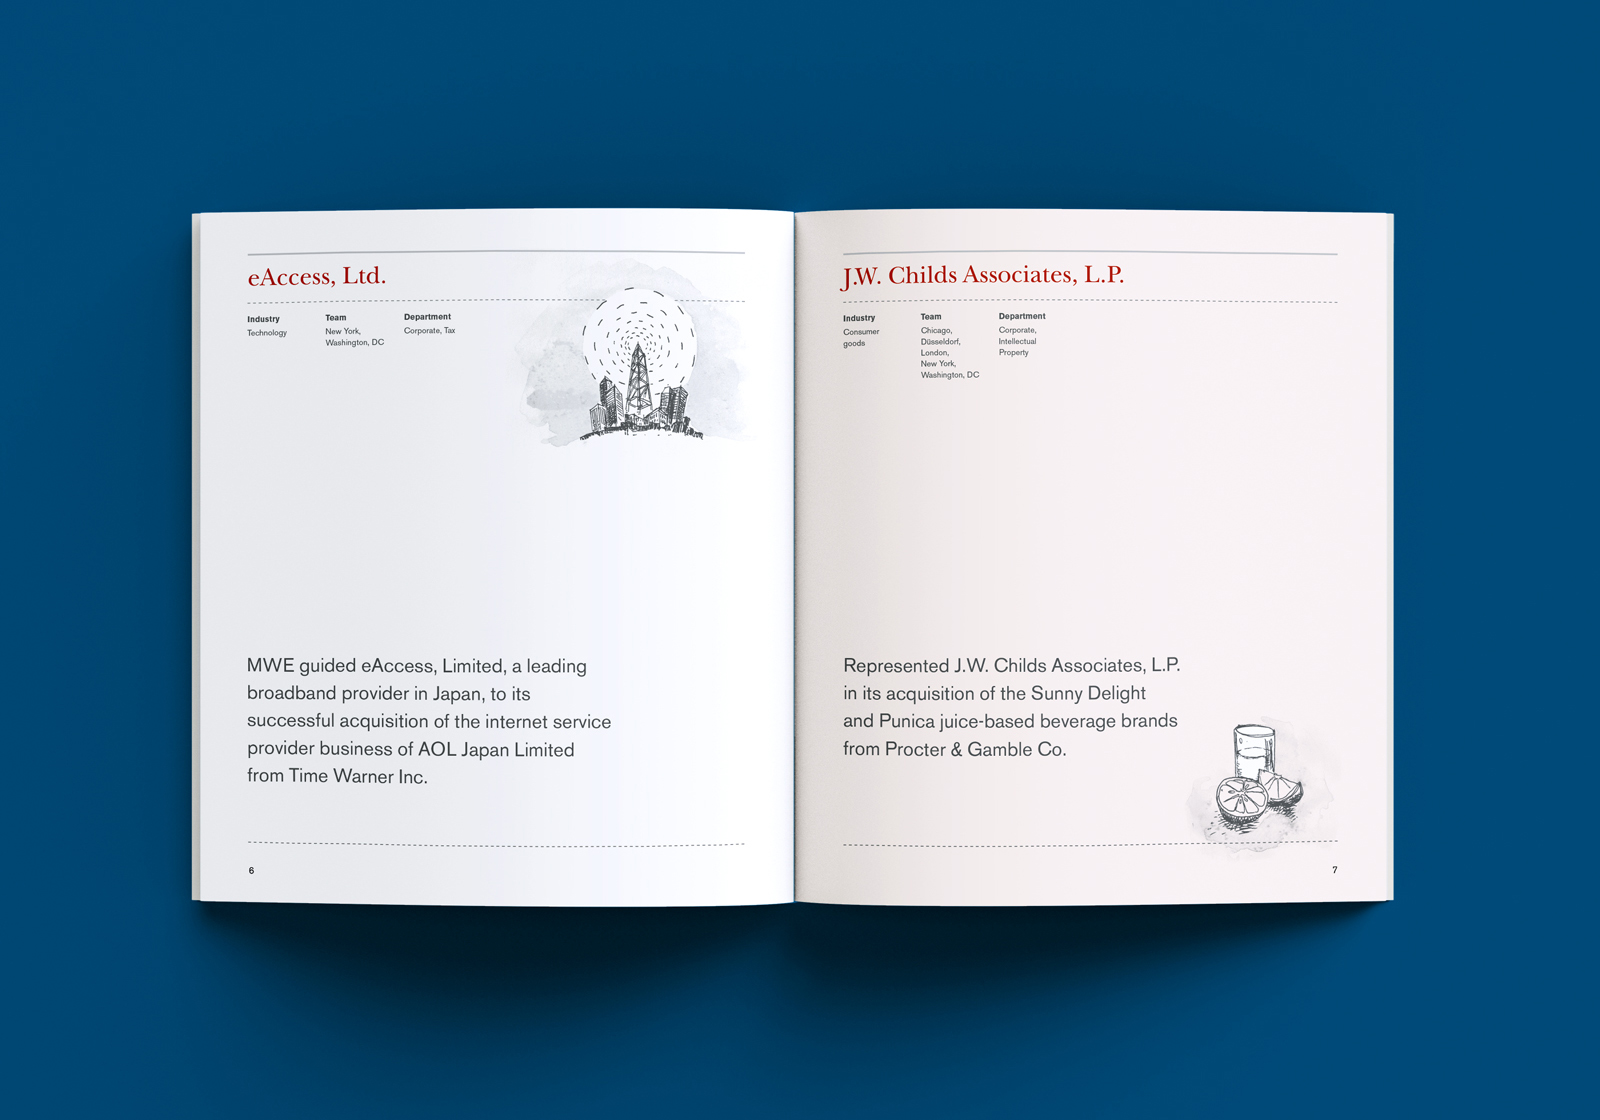 eAccess, Ltd.
Industry
Technology
Team
New York,
Washington, DC
Department
Corporate, Tax
MWE guided eAccess, Limited, a leading
broadband provider in Japan, to its
successful acquisition of the internet service
provider business of AOL Japan Limited
from Time Warner Inc.
6
J.W. Childs Associates, L.P.
Industry
Consumer
goods
Team
Chicago,
Düsseldorf,
London,
New York,
Washington, DC
Department
Corporate,
Intellectual
Property
Represented J.W. Childs Associates, L.P.
in its acquisition of the Sunny Delight
and Punica juice-based beverage brands
from Procter & Gamble Co.
7